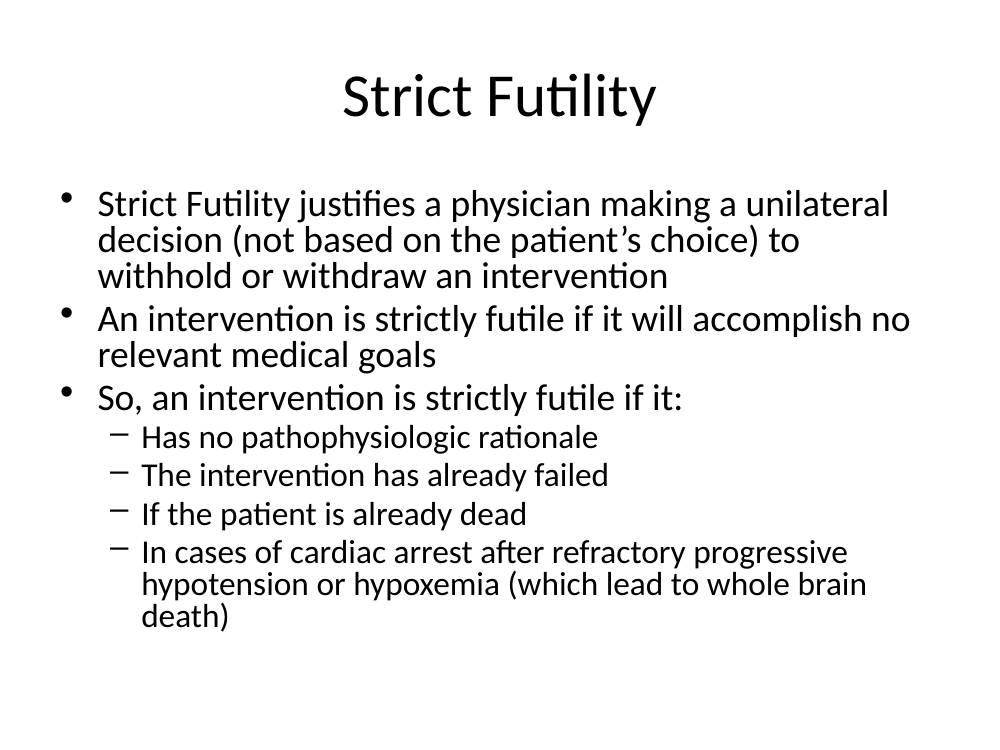 Strict Futility
• Strict Futility justifies a physician making a unilateral
decision (not based on the patient’s choice) to
withhold or withdraw an intervention
• An intervention is strictly futile if it will accomplish no
relevant medical goals
• So, an intervention is strictly futile if it:
– Has no pathophysiologic rationale
– The intervention has already failed
– If the patient is already dead
– In cases of cardiac arrest after refractory progressive
hypotension or hypoxemia (which lead to whole brain
death)